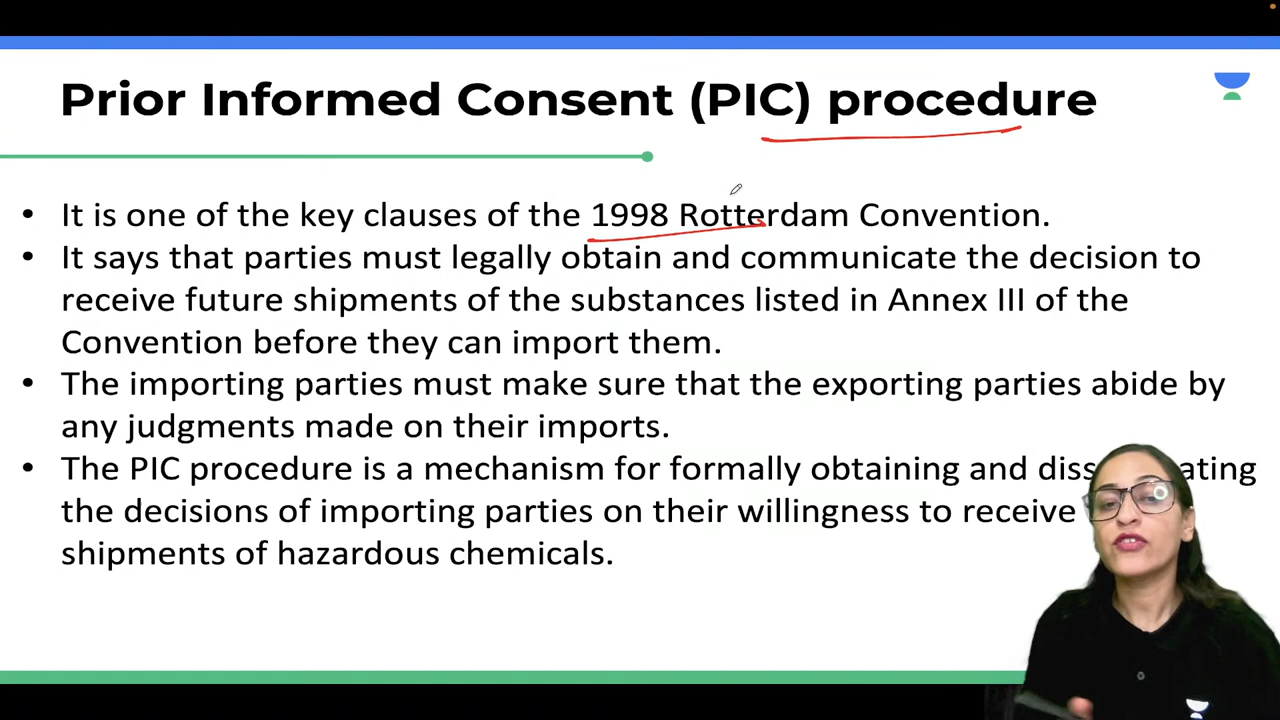 Prior Informed Consent (PIC) procedure
• It is one of the key clauses of the 1998 Rotterdam Convention.
• It says that parties must legally obtain and communicate the decision to
receive future shipments of the substances listed in Annex III of the
Convention before they can import them.
• The importing parties must make sure that the exporting parties abide by
any judgments made on their imports.
• The PIC procedure is a mechanism for formally obtaining and
the decisions of importing parties on their willingness to receive
shipments of hazardous chemicals.